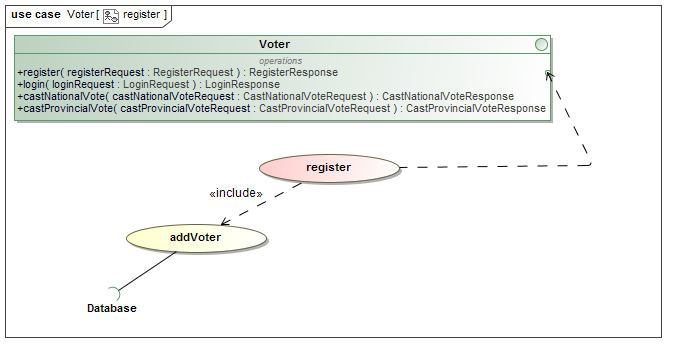 use case Voter [ register ]
Voter
operations
+register( registerRequest : RegisterRequest ) : RegisterResponse
+login( loginRequest : LoginRequest ) : LoginResponse
+castNationalVote( castNationalVoteRequest : CastNationalVoteRequest ) : CastNationalVoteResponse
+castProvincialVote( castProvincialVoteRequest : CastProvincialVoteRequest ) : CastProvincialVoteResponse
register
«include»
addVoter
Database